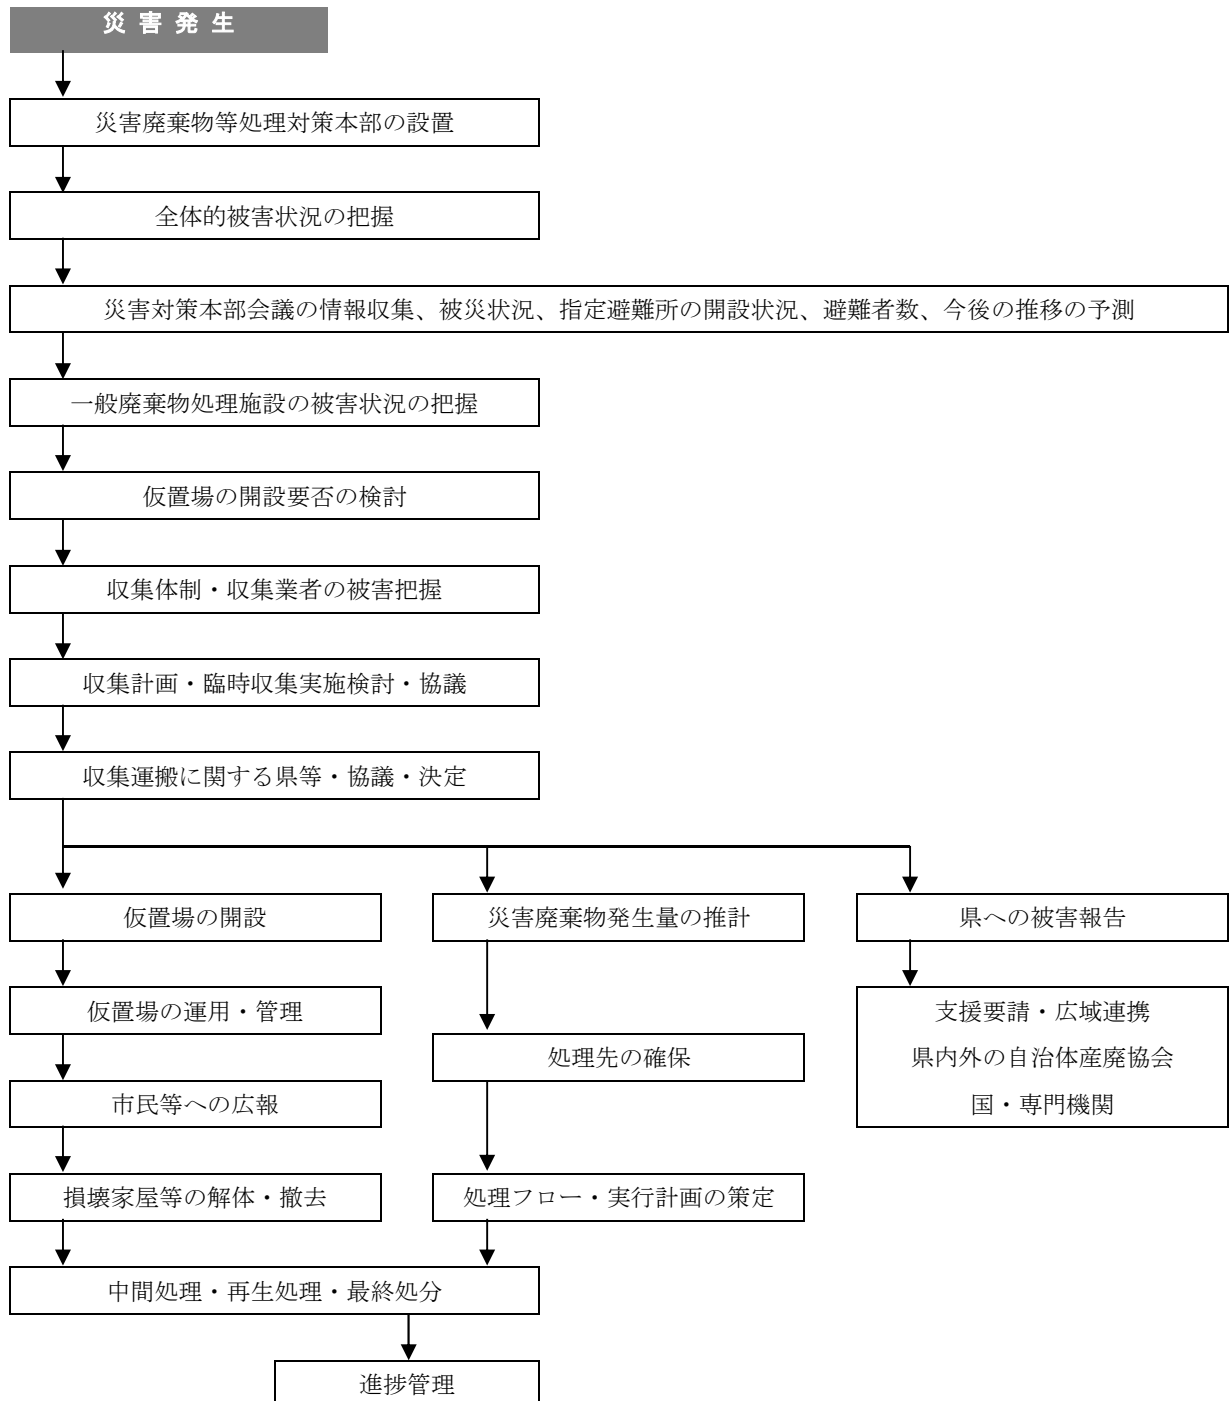 災害発生
災害廃棄物等処理対策本部の設置
全体的被害状況の把握
災害対策本部会議の情報収集、被災状況、指定避難所の開設状況、避難者数、今後の推移の予測
一般廃棄物処理施設の被害状況の把握
仮置場の開設要否の検討
収集体制・収集業者の被害把握
収集計画・臨時収集実施検討・協議
収集運搬に関する県等・協議・決定
仮置場の開設
仮置場の運用・管理
市民等への広報
損壊家屋等の解体・撤去
災害廃棄物発生量の推計
処理先の確保
処理フロー・実行計画の策定
県への被害報告
支援要請・広域連携
県内外の自治体産廃協会
国・専門機関
中間処理・再生処理・最終処分
進捗管理